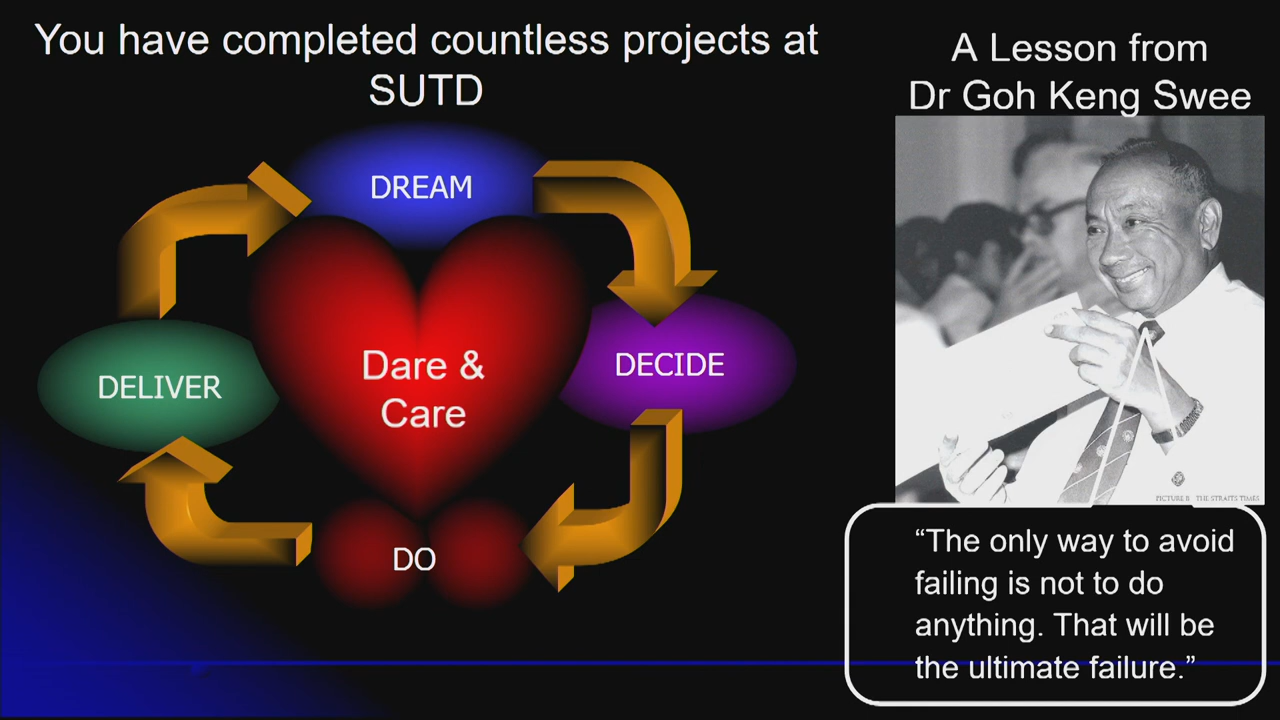 You have completed countless projects at
SUTD
DREAM
DECIDE
DELIVER
Dare &
Care
DO
A Lesson from
Dr Goh Keng Swee
PICTURE: THE STRAITS TIMES
“The only way to avoid
failing is not to do
anything. That will be
the ultimate failure.”